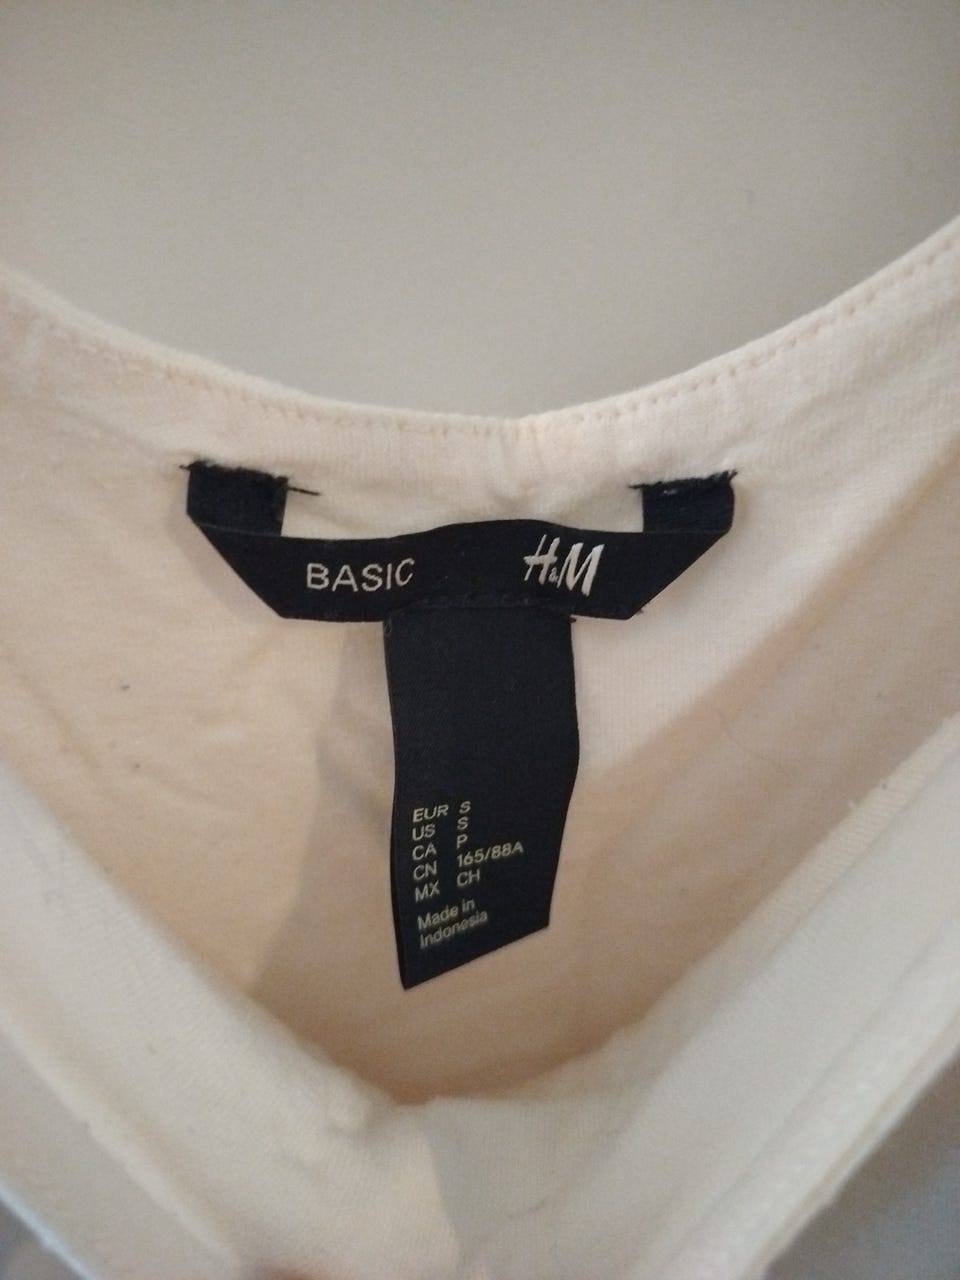 BASIC H&M
EUR S
US S
CA P
CN 165/88A
MX CH
Made in
Indonesia